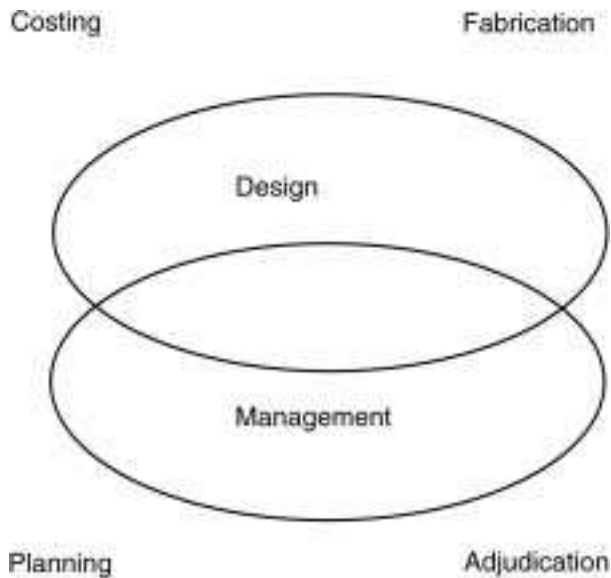 Costing
Fabrication
Design
Management
Planning
Adjudication